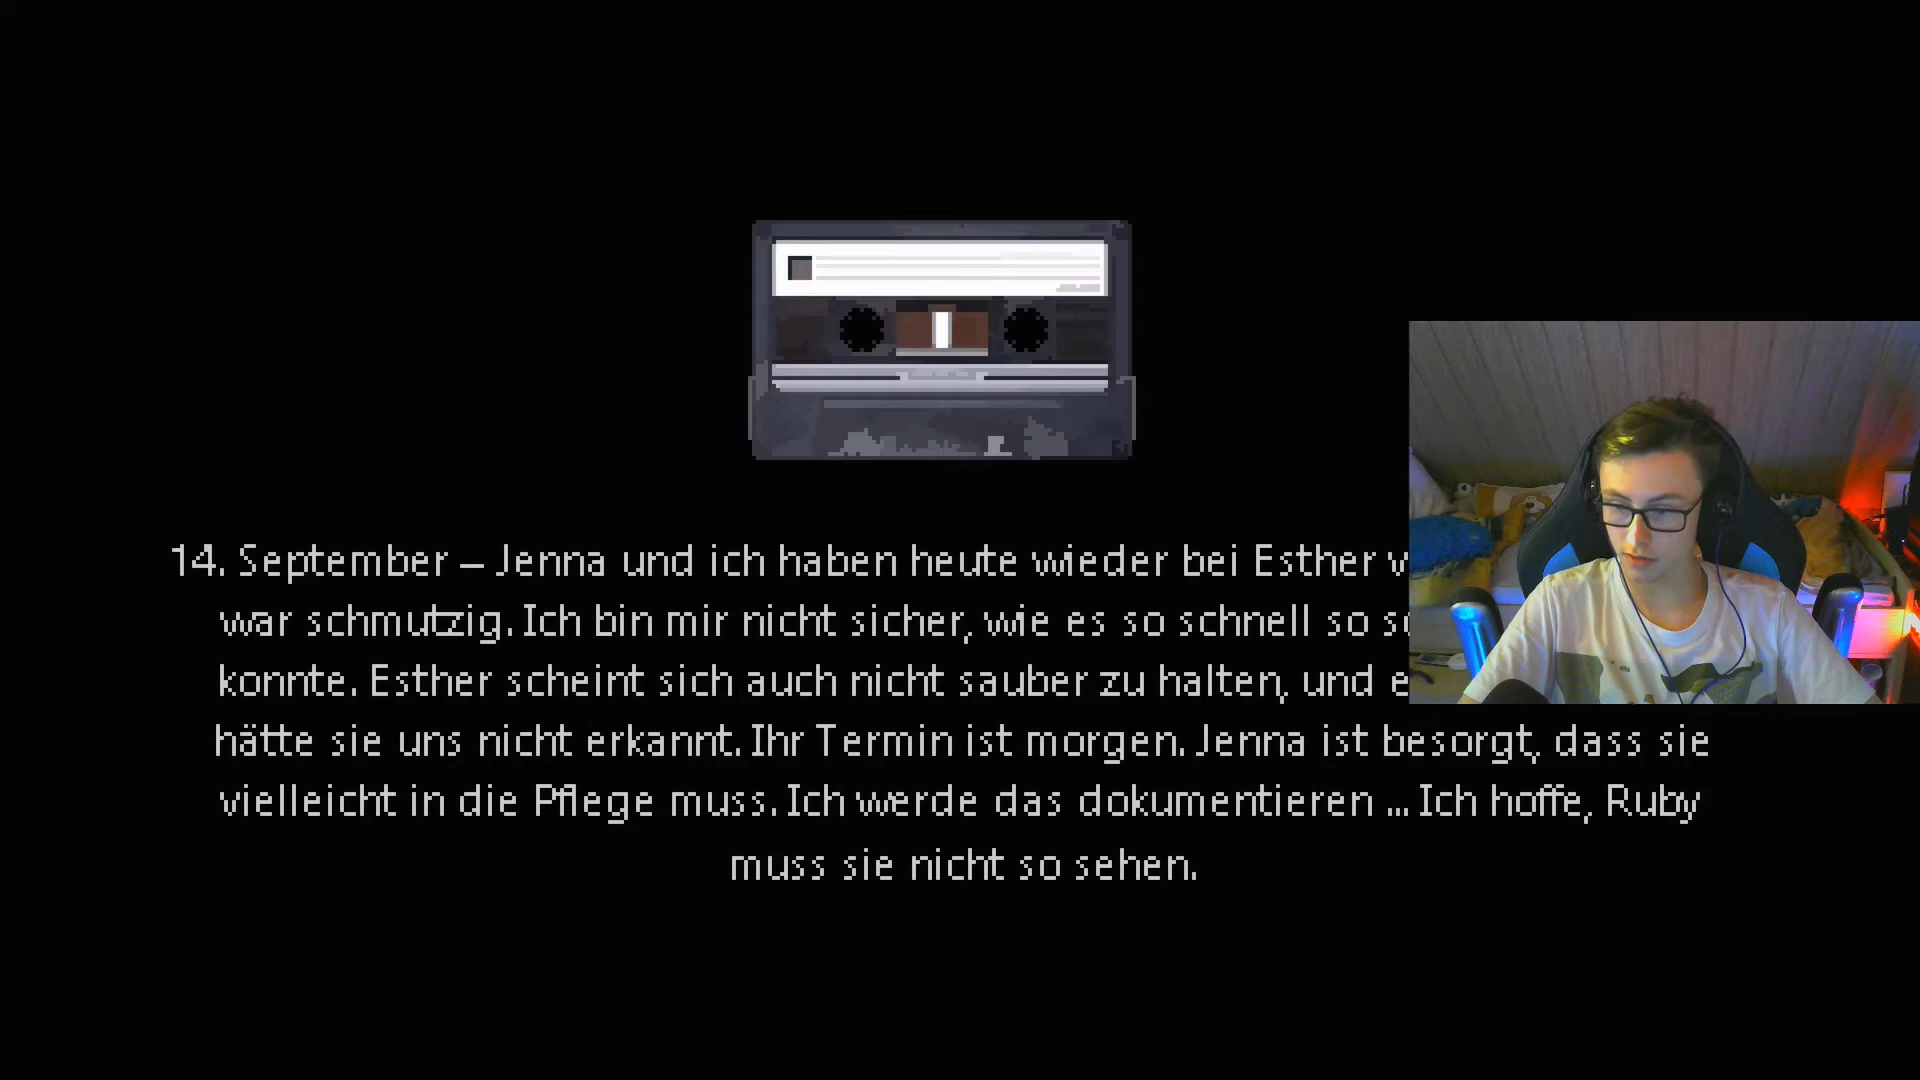 14. September – Jenna und ich haben heute wieder bei Esther
war schmutzig. Ich bin mir nicht sicher, wie es so schnell so
konnte. Esther scheint sich auch nicht sauber zu halten, und
hätte sie uns nicht erkannt. Ihr Termin ist morgen. Jenna ist besorgt, dass sie
vielleicht in die Pflege muss. Ich werde das dokumentieren ... Ich hoffe, Ruby
muss sie nicht so sehen.